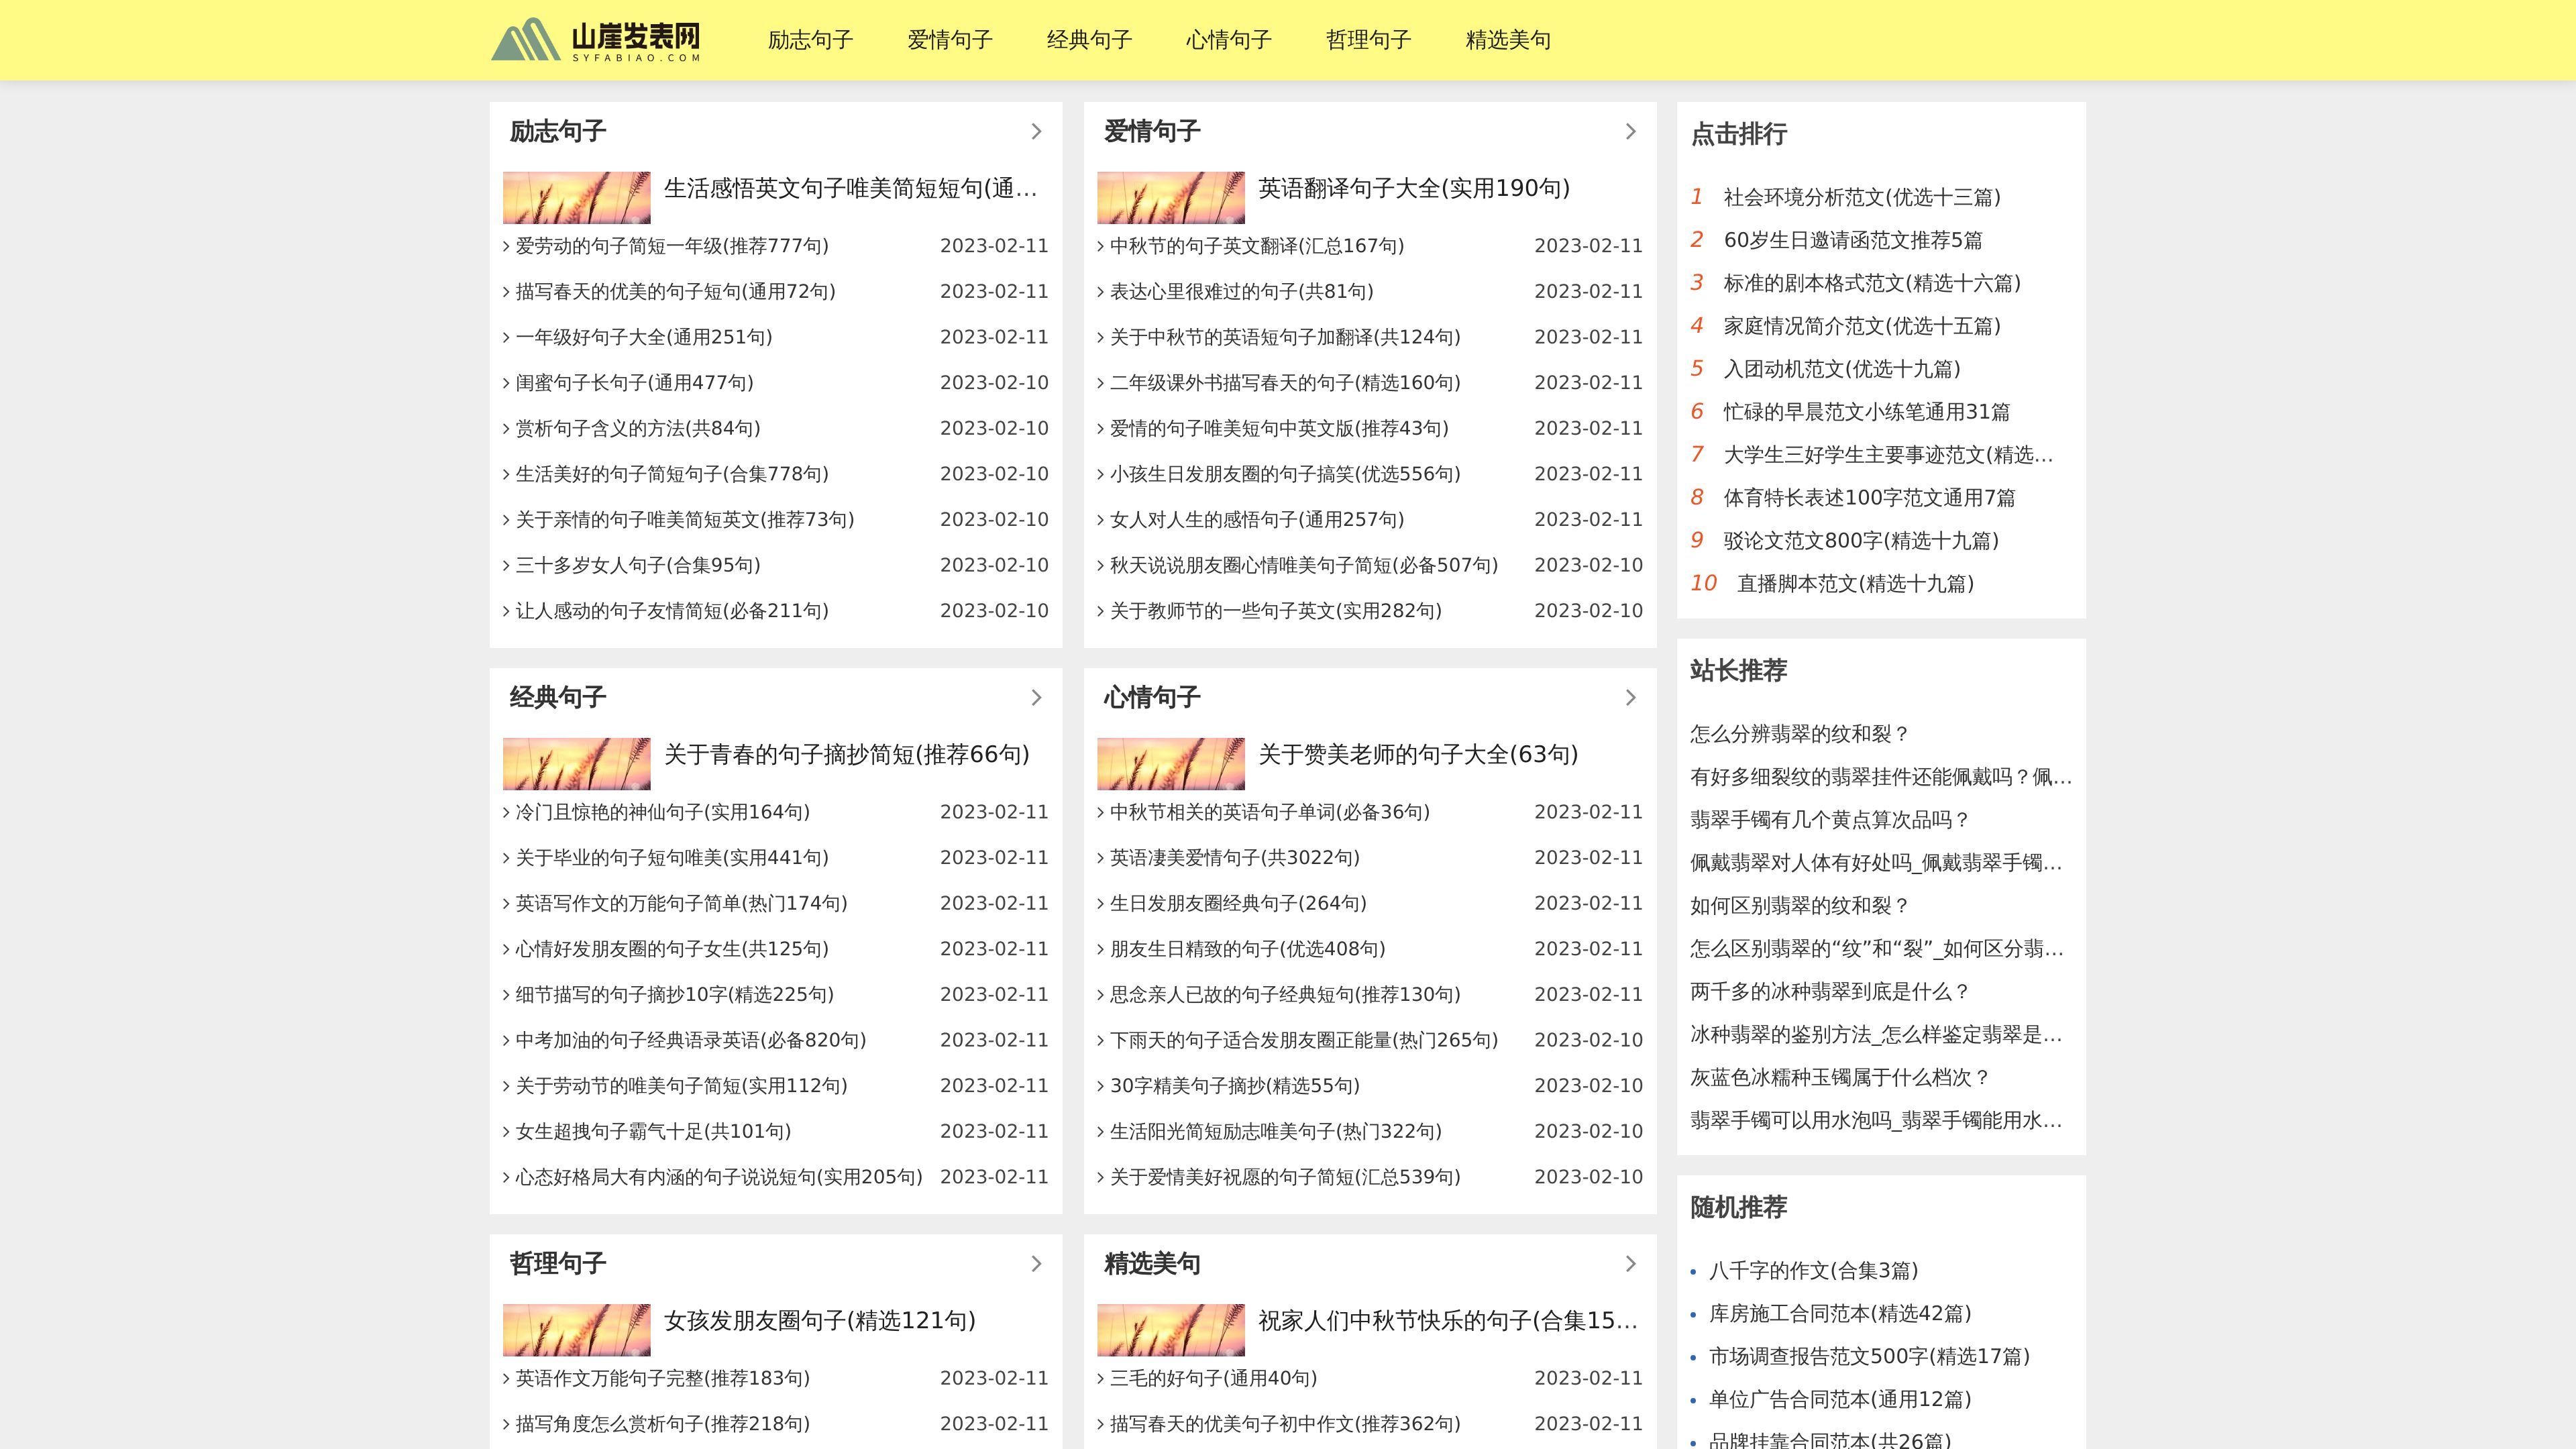 山崖发表网
SYFABIAO.COM
励志句子 爱情句子 经典句子 心情句子 哲理句子 精选美句
励志句子
生活感悟英文句子唯美简短短句(通…
爱劳动的句子简短一年级(推荐777句) 2023-02-11
描写春天的优美的句子短句(通用72句) 2023-02-11
一年级好句子大全(通用251句) 2023-02-11
闺蜜句子长句子(通用477句) 2023-02-10
赏析句子含义的方法(共84句) 2023-02-10
生活美好的句子简短句子(合集778句) 2023-02-10
关于亲情的句子唯美简短英文(推荐73句) 2023-02-10
三十多岁女人句子(合集95句) 2023-02-10
让人感动的句子友情简短(必备211句) 2023-02-10
爱情句子
英语翻译句子大全(实用190句)
中秋节的句子英文翻译(汇总167句) 2023-02-11
表达心里很难过的句子(共81句) 2023-02-11
关于中秋节的英语短句子加翻译(共124句) 2023-02-11
二年级课外书描写春天的句子(精选160句) 2023-02-11
爱情的句子唯美短句中英文版(推荐43句) 2023-02-11
小孩生日发朋友圈的句子搞笑(优选556句) 2023-02-11
女人对人生的感悟句子(通用257句) 2023-02-11
秋天说说朋友圈心情唯美句子简短(必备507句) 2023-02-10
关于教师节的一些句子英文(实用282句) 2023-02-10
经典句子
关于青春的句子摘抄简短(推荐66句)
冷门且惊艳的神仙句子(实用164句) 2023-02-11
关于毕业的句子短句唯美(实用441句) 2023-02-11
英语写作文的万能句子简单(热门174句) 2023-02-11
心情好发朋友圈的句子女生(共125句) 2023-02-11
细节描写的句子摘抄10字(精选225句) 2023-02-11
中考加油的句子经典语录英语(必备820句) 2023-02-11
关于劳动节的唯美句子简短(实用112句) 2023-02-11
女生超拽句子霸气十足(共101句) 2023-02-11
心态好格局大有内涵的句子说说短句(实用205句) 2023-02-11
心情句子
关于赞美老师的句子大全(63句)
中秋节相关的英语句子单词(必备36句) 2023-02-11
英语凄美爱情句子(共3022句) 2023-02-11
生日发朋友圈经典句子(264句) 2023-02-11
朋友生日精致的句子(优选408句) 2023-02-11
思念亲人已故的句子经典短句(推荐130句) 2023-02-11
下雨天的句子适合发朋友圈正能量(热门265句) 2023-02-10
30字精美句子摘抄(精选55句) 2023-02-10
生活阳光简短励志唯美句子(热门322句) 2023-02-10
关于爱情美好祝愿的句子简短(汇总539句) 2023-02-10
哲理句子
女孩发朋友圈句子(精选121句)
英语作文万能句子完整(推荐183句) 2023-02-11
描写角度怎么赏析句子(推荐218句) 2023-02-11
精选美句
祝家人们中秋节快乐的句子(合集15…
三毛的好句子(通用40句) 2023-02-11
描写春天的优美句子初中作文(推荐362句) 2023-02-11
点击排行
1 社会环境分析范文(优选十三篇)
2 60岁生日邀请函范文推荐5篇
3 标准的剧本格式范文(精选十六篇)
4 家庭情况简介范文(优选十五篇)
5 入团动机范文(优选十九篇)
6 忙碌的早晨范文小练笔通用31篇
7 大学生三好学生主要事迹范文(精选…
8 体育特长表述100字范文通用7篇
9 驳论文范文800字(精选十九篇)
10 直播脚本范文(精选十九篇)
站长推荐
怎么分辨翡翠的纹和裂？
有好多细裂纹的翡翠挂件还能佩戴吗？佩…
翡翠手镯有几个黄点算次品吗？
佩戴翡翠对人体有好处吗_佩戴翡翠手镯…
如何区别翡翠的纹和裂？
怎么区别翡翠的“纹”和“裂”_如何区分翡…
两千多的冰种翡翠到底是什么？
冰种翡翠的鉴别方法_怎么样鉴定翡翠是…
灰蓝色冰糯种玉镯属于什么档次？
翡翠手镯可以用水泡吗_翡翠手镯能用水…
随机推荐
八千字的作文(合集3篇)
库房施工合同范本(精选42篇)
市场调查报告范文500字(精选17篇)
单位广告合同范本(通用12篇)
品牌挂靠合同范本(共26篇)